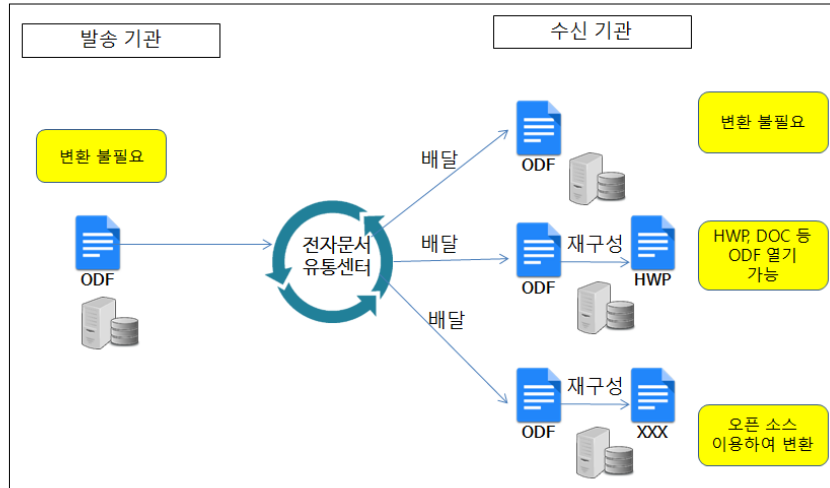 발송 기관
수신 기관
변환 불필요
ODF
전자문서
유통센터
배달
배달
배달
ODF
변환 불필요
ODF
재구성
HWP
HWP, DOC 등
ODF 열기
가능
ODF
재구성
XXX
오픈 소스
이용하여 변환